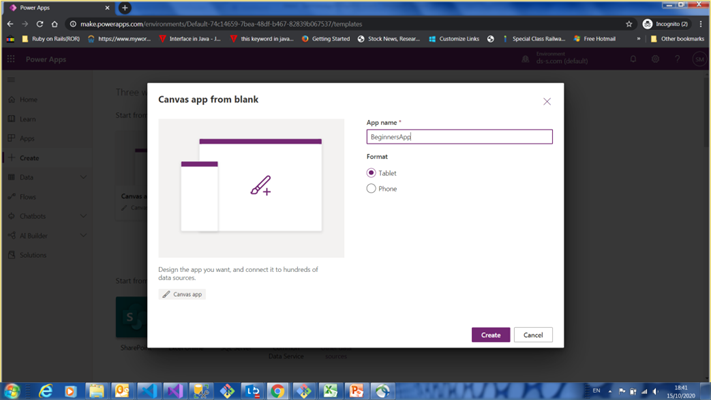 Power Apps
make.powerapps.com/environments/Default-74c14659-7bea-48df-b467-82839b067537/templates
Incognito (2)
Ruby on Rails(ROR)
https://www.mywor...
Interface in Java - J...
this keyword in java...
Getting Started
Stock News, Resear...
Customize Links
Special Class Railwa...
Free Hotmail
»
Other bookmarks
Power Apps
Environment
(default)
Home
Learn
Apps
Create
Data
Flows
Chatbots
AI Builder
Solutions
Three w
Start from
Canvas a
Canv
Start from
S
SharePoi
Data Service
Canvas app from blank
App name *
BeginnersApp
Format
Tablet
Phone
Design the app you want, and connect it to hundreds of
data sources.
Canvas app
Create
Cancel
EN
18:41
15/10/2020